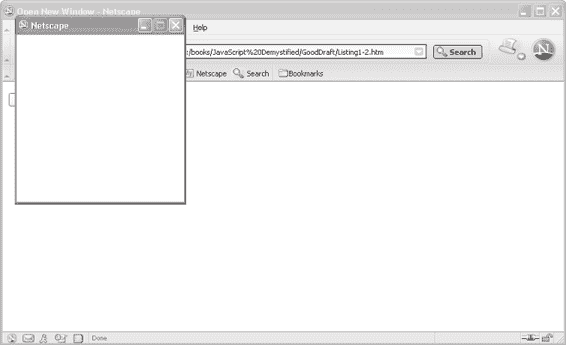 Open New Window - Netscape
Netscape
Help
:/books/JavaScript%20Demystified/GoodDraft/Listing1-2.htm
Search
Netscape
Search
Bookmarks
Done